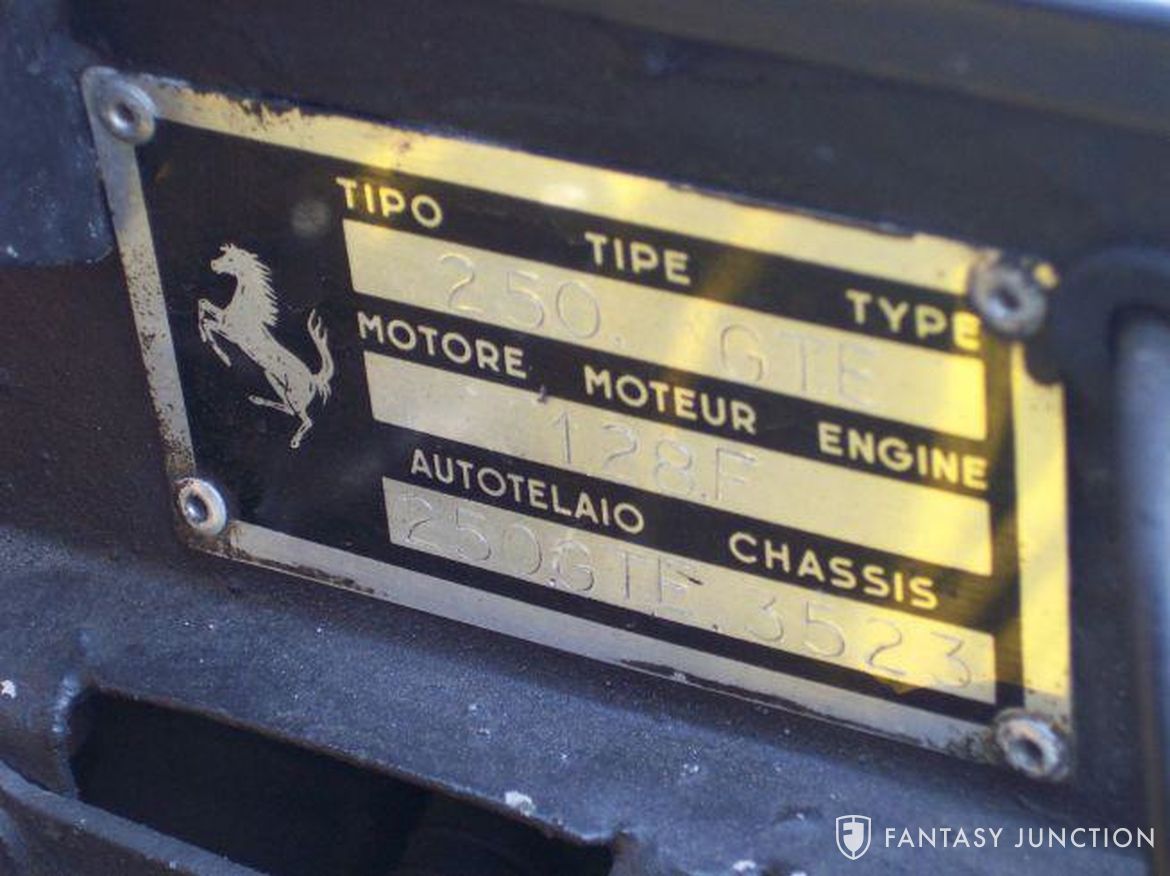 TIPO TIPE TYPE
250. GTE
MOTORE MOTEUR ENGINE
128.F
AUTOTELAIO CHASSIS
250.GTE.3523
FANTASY JUNCTION